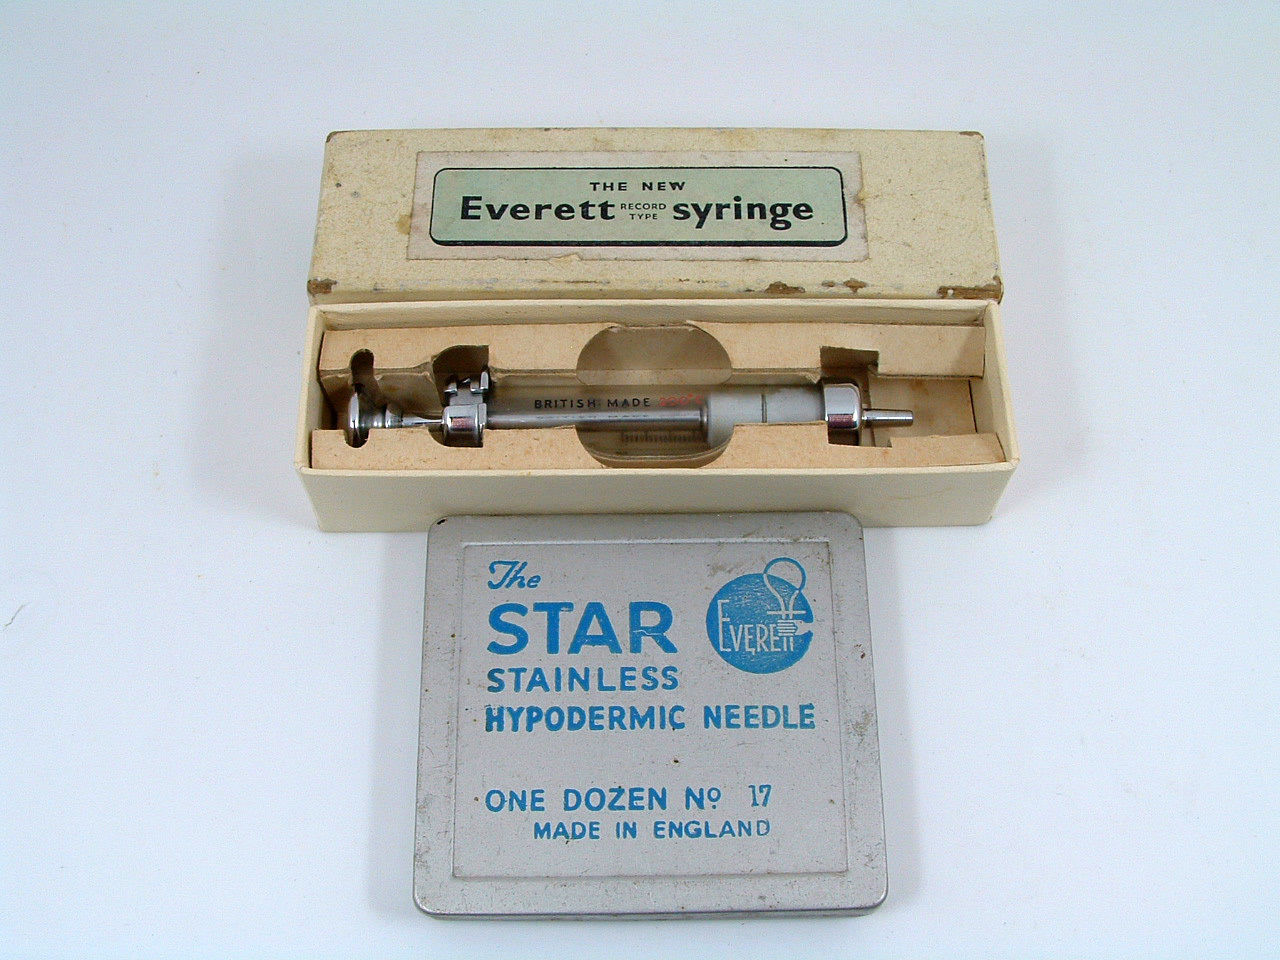 THE NEW
Everett RECORD TYPE syringe
BRITISH MADE
The
STAR
EVERETT
STAINLESS
HYPODERMIC NEEDLE
ONE DOZEN Nº 17
MADE IN ENGLAND